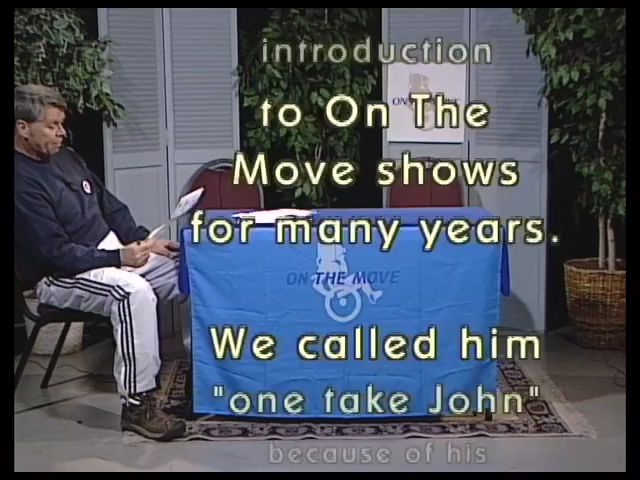 introduction
to On The
Move shows
for many years.
We called him
"one take John"
because of his
ON THE MOVE